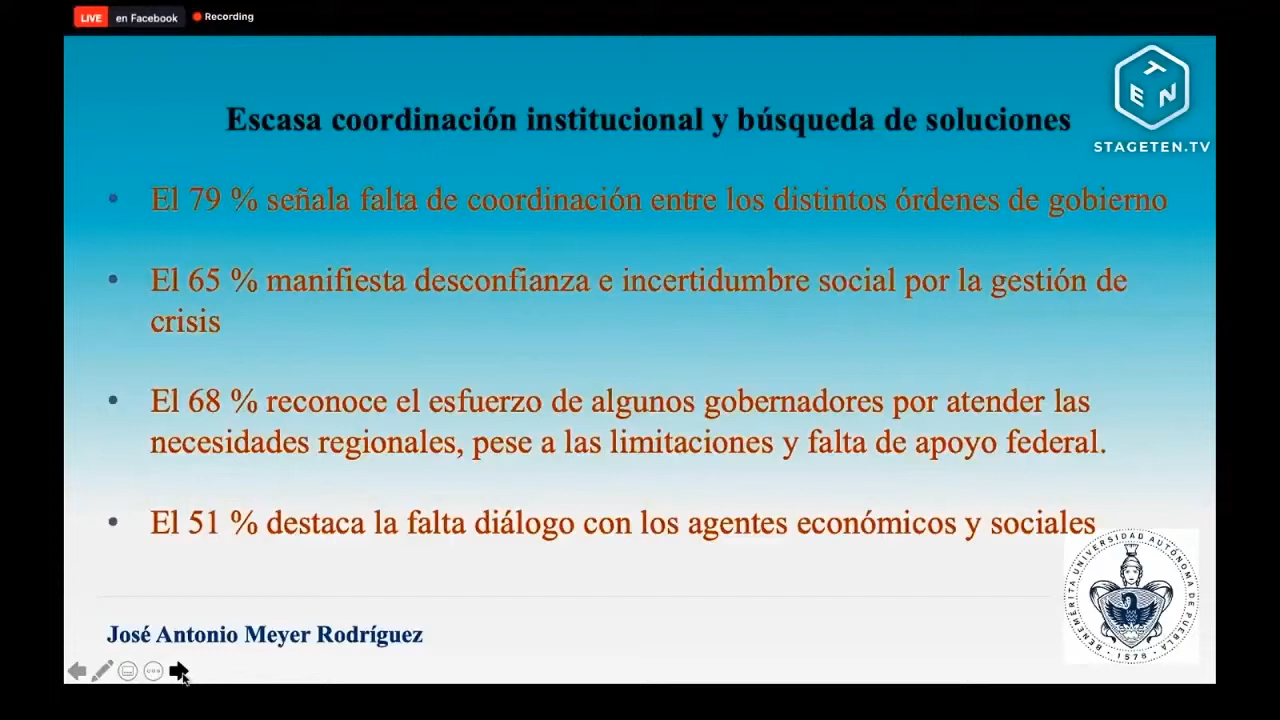 LIVE en Facebook Recording
T
E N
STAGETEN.TV
Escasa coordinación institucional y búsqueda de soluciones
• El 79 % señala falta de coordinación entre los distintos órdenes de gobierno
• El 65 % manifiesta desconfianza e incertidumbre social por la gestión de
crisis
• El 68 % reconoce el esfuerzo de algunos gobernadores por atender las
necesidades regionales, pese a las limitaciones y falta de apoyo federal.
• El 51 % destaca la falta diálogo con los agentes económicos y sociales
BENEMÉRITA UNIVERSIDAD AUTÓNOMA DE PUEBLA
1578
José Antonio Meyer Rodríguez